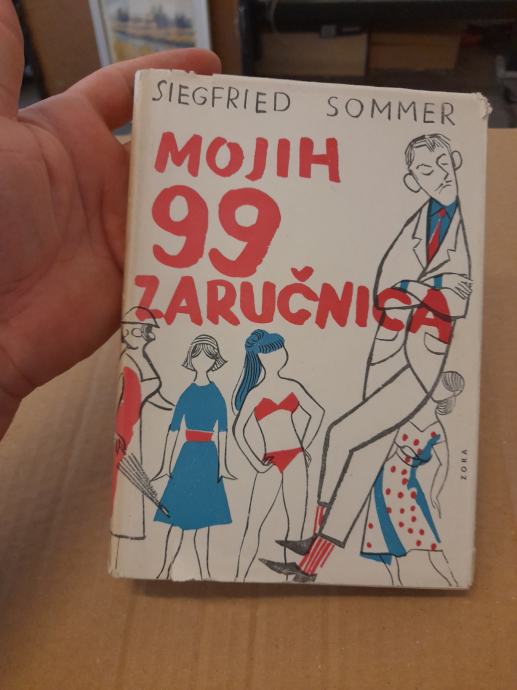 SIEGFRIED SOMMER
MOJIH
99
ZARUČNICA
ZORA